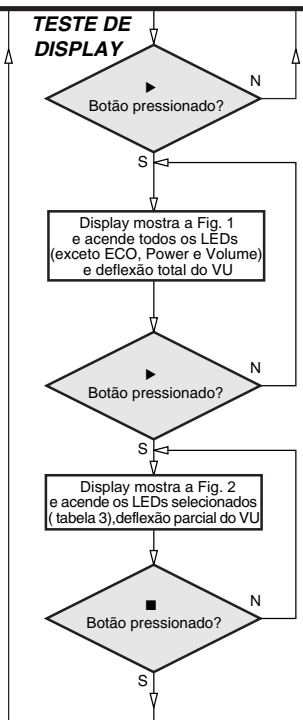 TESTE DE
DISPLAY
►
Botão pressionado?
N
S
Display mostra a Fig. 1
e acende todos os LEDs
(exceto ECO, Power e Volume)
e deflexão total do VU
►
Botão pressionado?
N
S
Display mostra a Fig. 2
e acende os LEDs selecionados
( tabela 3),deflexão parcial do VU
■
Botão pressionado?
N
S